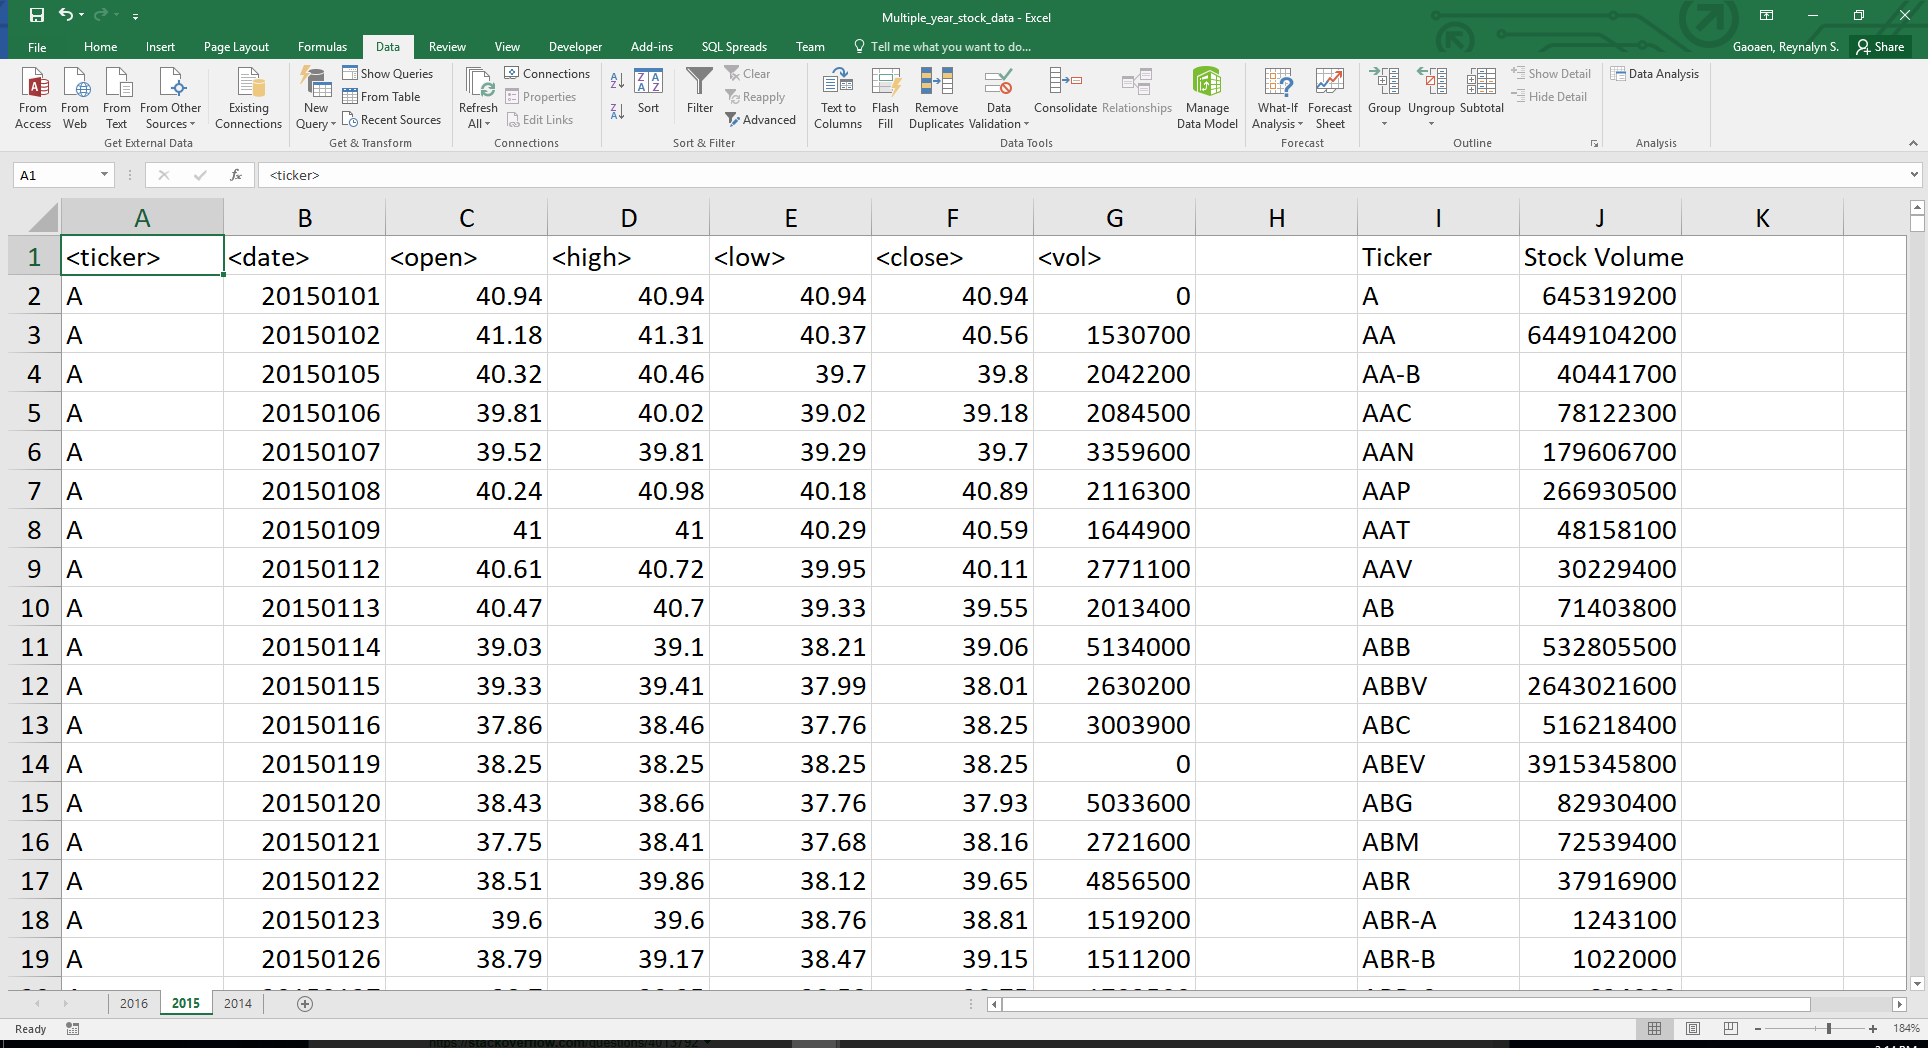 Multiple_year_stock_data - Excel
File Home Insert Page Layout Formulas Data Review View Developer Add-ins SQL Spreads Team Tell me what you want to do... Gaoaen, Reynalyn S. Share
From Access
From Web
From Text
From Other Sources
Get External Data
Existing Connections
New Query
Show Queries
From Table
Recent Sources
Get & Transform
Refresh All
Connections
Properties
Edit Links
Connections
Sort
Filter
Clear
Reapply
Advanced
Sort & Filter
Text to Columns
Flash Fill
Remove Duplicates
Data Validation
Consolidate
Relationships
Manage Data Model
Data Tools
What-If Analysis
Forecast Sheet
Forecast
Group
Ungroup
Subtotal
Show Detail
Hide Detail
Outline
Data Analysis
Analysis
A1 fx <ticker>
A B C D E F G H I J K
1 <ticker> <date> <open> <high> <low> <close> <vol> Ticker Stock Volume
2 A 20150101 40.94 40.94 40.94 40.94 0 A 645319200
3 A 20150102 41.18 41.31 40.37 40.56 1530700 AA 6449104200
4 A 20150105 40.32 40.46 39.7 39.8 2042200 AA-B 40441700
5 A 20150106 39.81 40.02 39.02 39.18 2084500 AAC 78122300
6 A 20150107 39.52 39.81 39.29 39.7 3359600 AAN 179606700
7 A 20150108 40.24 40.98 40.18 40.89 2116300 AAP 266930500
8 A 20150109 41 41 40.29 40.59 1644900 AAT 48158100
9 A 20150112 40.61 40.72 39.95 40.11 2771100 AAV 30229400
10 A 20150113 40.47 40.7 39.33 39.55 2013400 AB 71403800
11 A 20150114 39.03 39.1 38.21 39.06 5134000 ABB 532805500
12 A 20150115 39.33 39.41 37.99 38.01 2630200 ABBV 2643021600
13 A 20150116 37.86 38.46 37.76 38.25 3003900 ABC 516218400
14 A 20150119 38.25 38.25 38.25 38.25 0 ABEV 3915345800
15 A 20150120 38.43 38.66 37.76 37.93 5033600 ABG 82930400
16 A 20150121 37.75 38.41 37.68 38.16 2721600 ABM 72539400
17 A 20150122 38.51 39.86 38.12 39.65 4856500 ABR 37916900
18 A 20150123 39.6 39.6 38.76 38.81 1519200 ABR-A 1243100
19 A 20150126 38.79 39.17 38.47 39.15 1511200 ABR-B 1022000
2016 2015 2014
Ready 184%